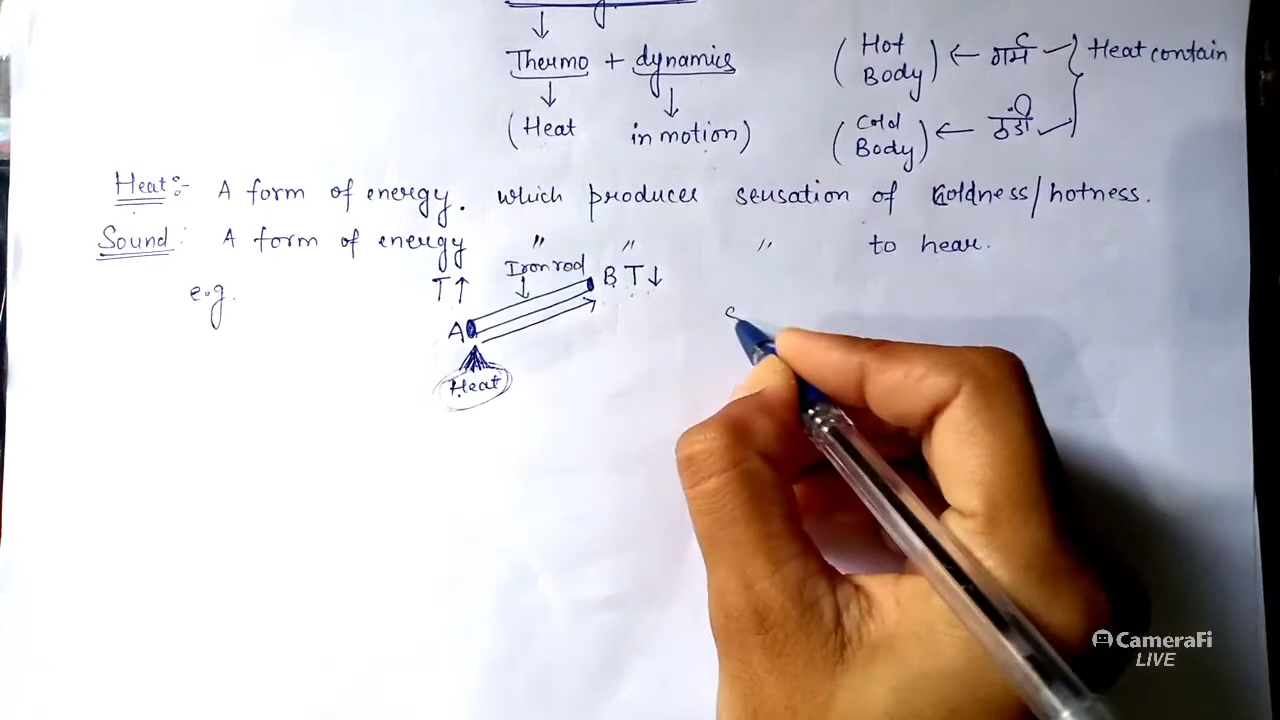 Thermo + dynamics
(Heat in motion)
(Hot Body) ← गर्म
(Cold Body) ← ठंडी
Heat contain
Heat:- A form of energy. which produces sensation of coldness/hotness.
Sound: A form of energy " " " to hear.
e.g.
Iron rod
T↑
B T↓
A
Heat
CameraFi
LIVE